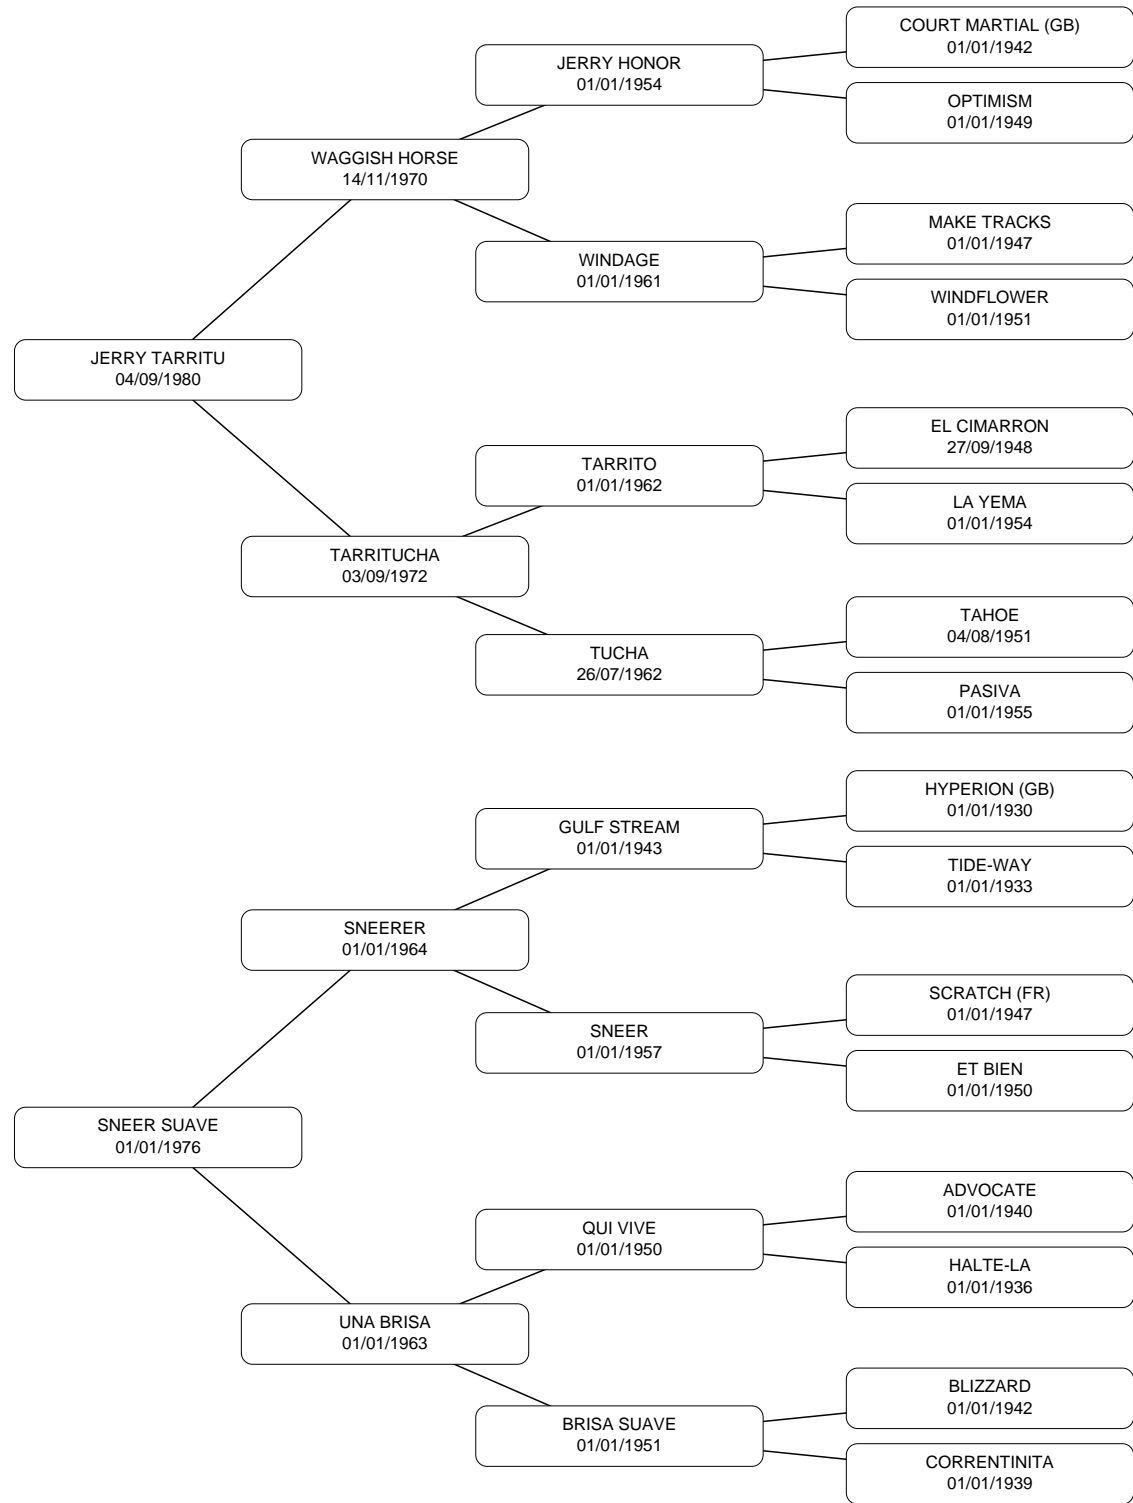 COURT MARTIAL (GB)
01/01/1942
JERRY HONOR
01/01/1954
OPTIMISM
01/01/1949
WAGGISH HORSE
14/11/1970
MAKE TRACKS
01/01/1947
WINDAGE
01/01/1961
WINDFLOWER
01/01/1951
JERRY TARRITU
04/09/1980
EL CIMARRON
27/09/1948
TARRITO
01/01/1962
LA YEMA
01/01/1954
TARRITUCHA
03/09/1972
TAHOE
04/08/1951
TUCHA
26/07/1962
PASIVA
01/01/1955
HYPERION (GB)
01/01/1930
GULF STREAM
01/01/1943
TIDE-WAY
01/01/1933
SNEERER
01/01/1964
SCRATCH (FR)
01/01/1947
SNEER
01/01/1957
ET BIEN
01/01/1950
SNEER SUAVE
01/01/1976
ADVOCATE
01/01/1940
QUI VIVE
01/01/1950
HALTE-LA
01/01/1936
UNA BRISA
01/01/1963
BLIZZARD
01/01/1942
BRISA SUAVE
01/01/1951
CORRENTINITA
01/01/1939